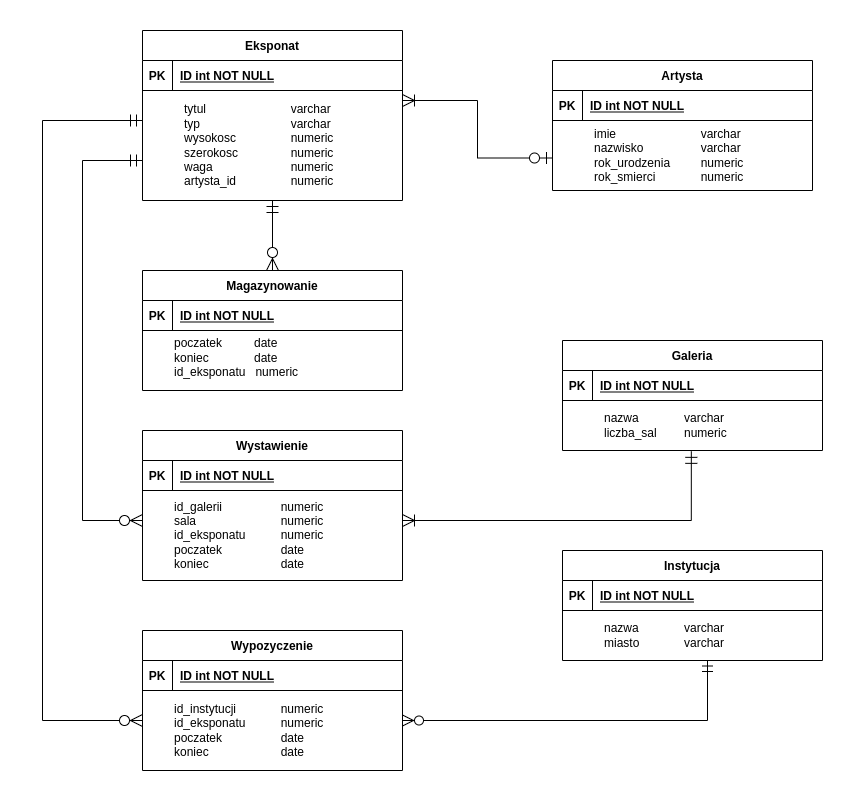 Eksponat
PK ID int NOT NULL
tytul varchar
typ varchar
wysokosc numeric
szerokosc numeric
waga numeric
artysta_id numeric
Artysta
PK ID int NOT NULL
imie varchar
nazwisko varchar
rok_urodzenia numeric
rok_smierci numeric
Magazynowanie
PK ID int NOT NULL
poczatek date
koniec date
id_eksponatu numeric
Galeria
PK ID int NOT NULL
nazwa varchar
liczba_sal numeric
Wystawienie
PK ID int NOT NULL
id_galerii numeric
sala numeric
id_eksponatu numeric
poczatek date
koniec date
Instytucja
PK ID int NOT NULL
nazwa varchar
miasto varchar
Wypozyczenie
PK ID int NOT NULL
id_instytucji numeric
id_eksponatu numeric
poczatek date
koniec date